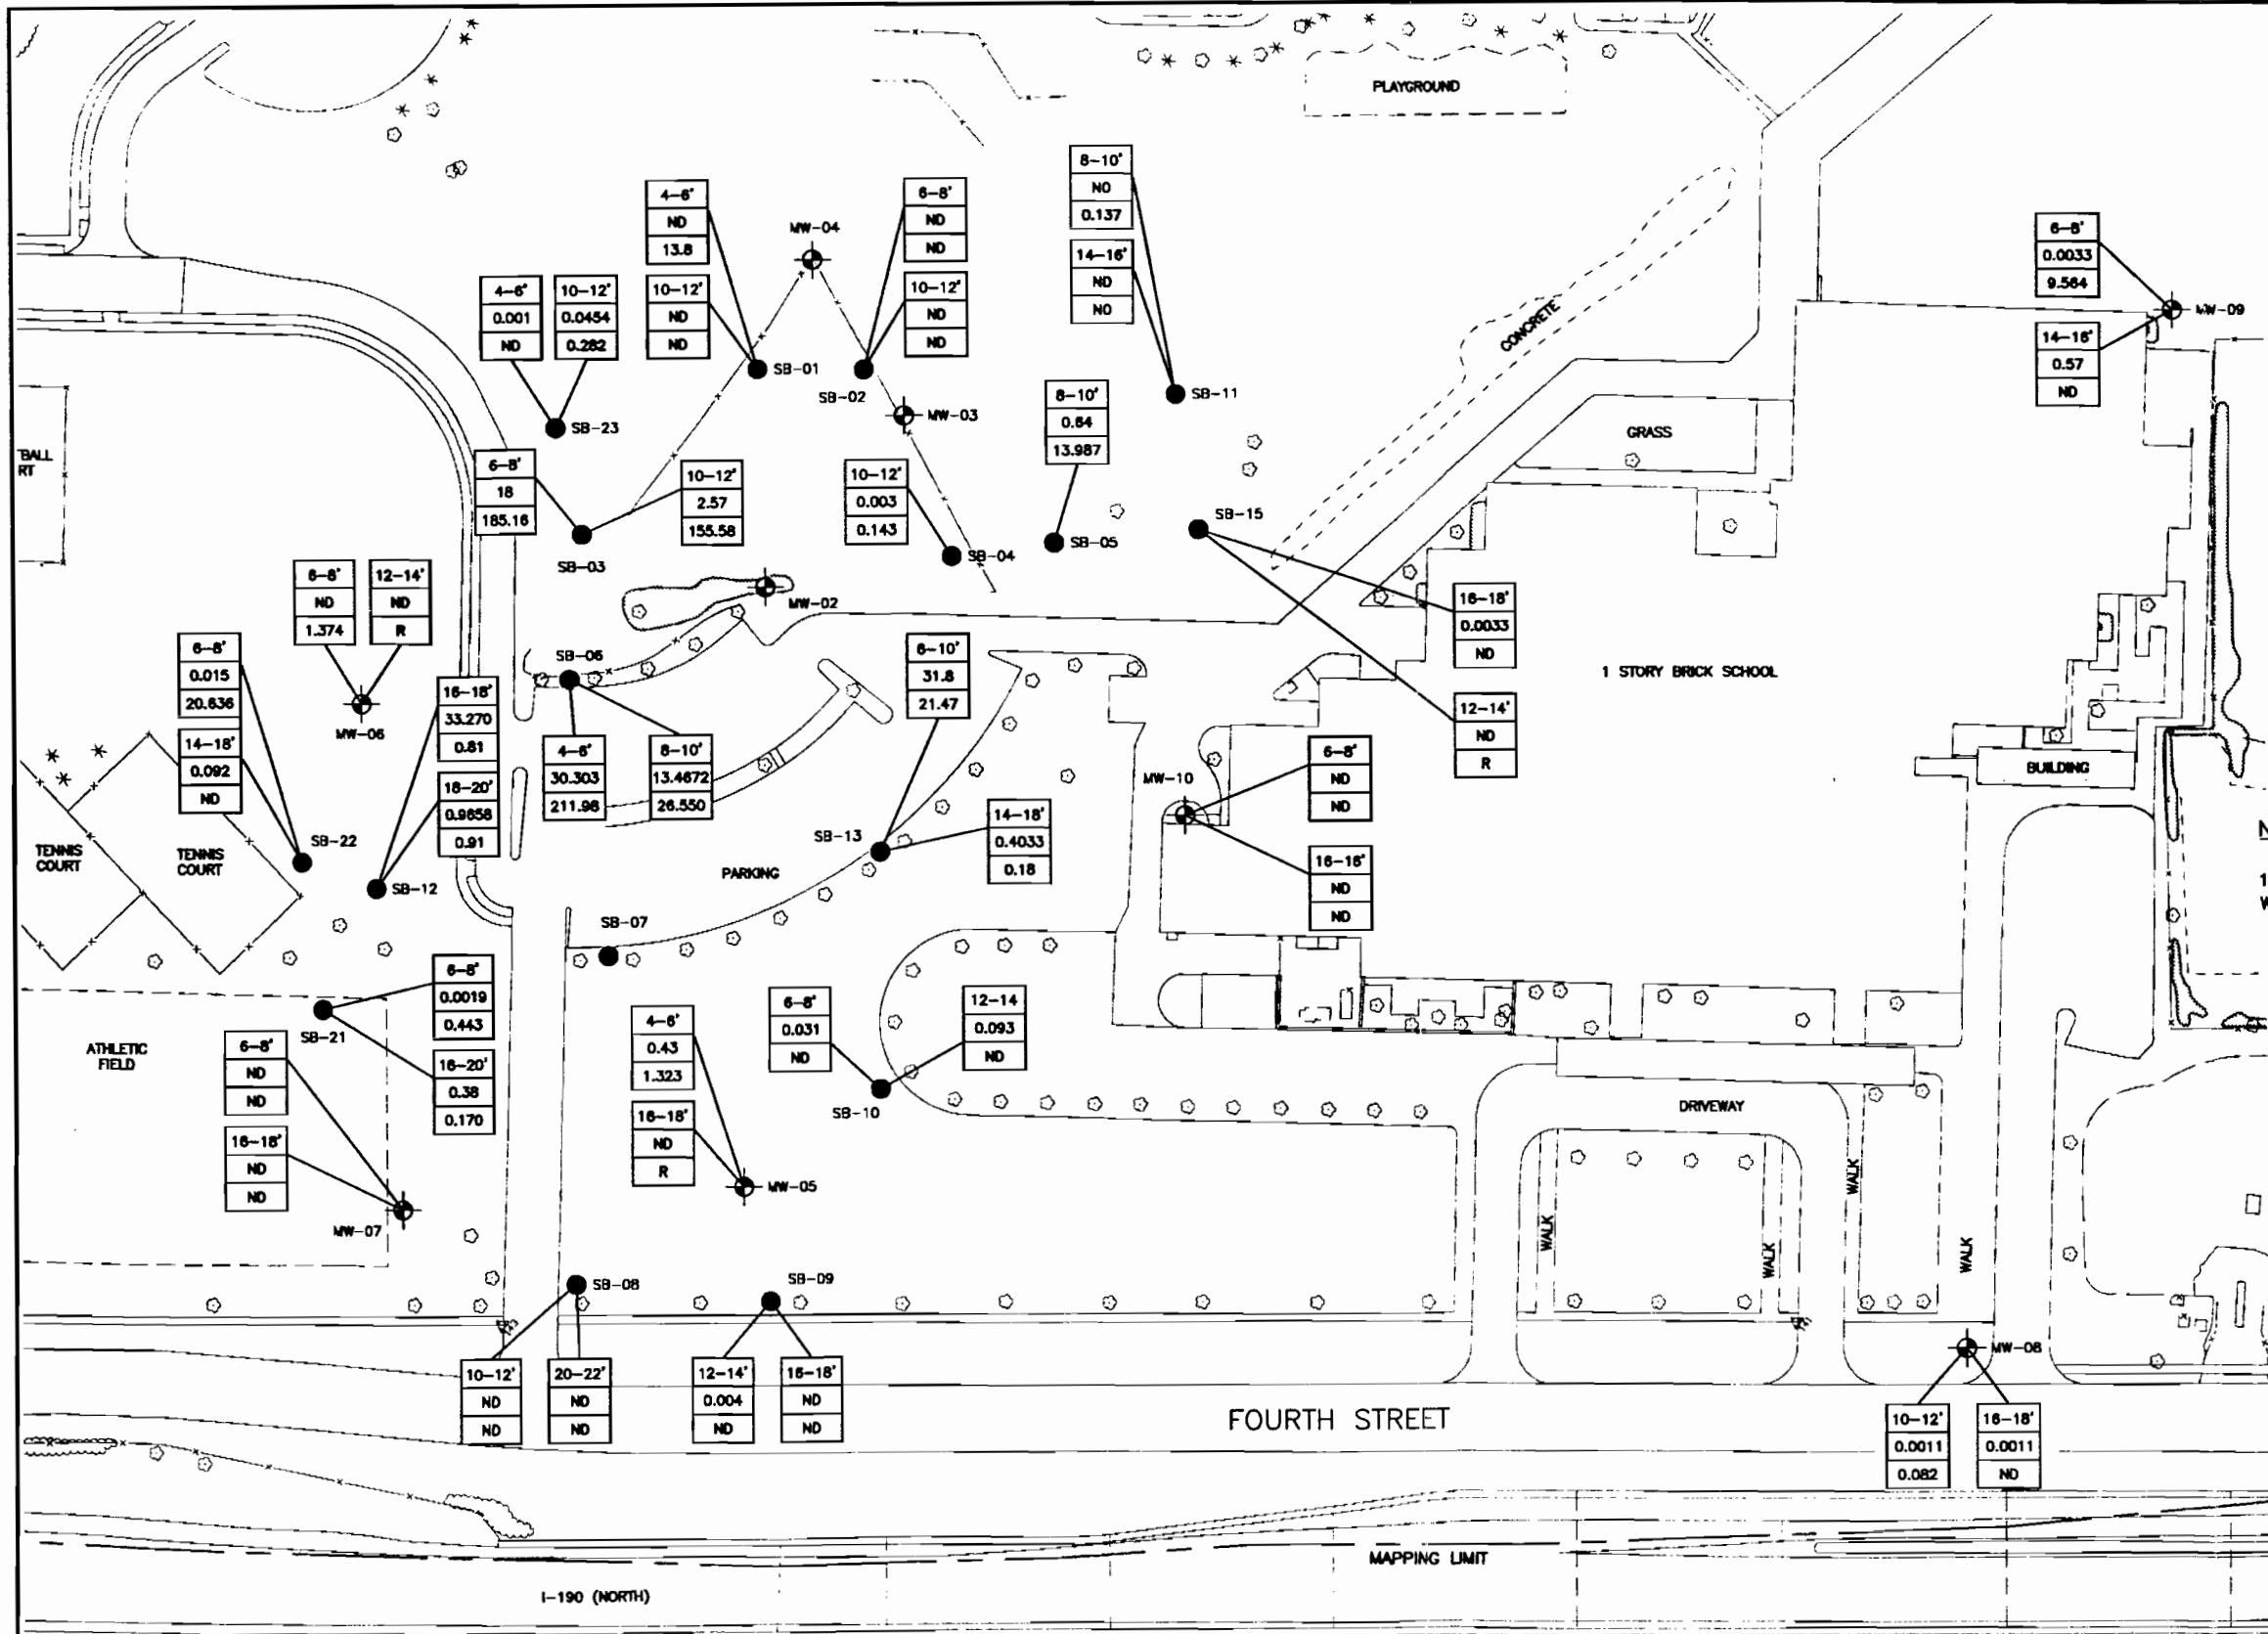 PLAYGROUND
8-10'
NO
0.137
14-16'
ND
NO
SB-11
4-6'
ND
13.8
10-12'
ND
ND
SB-01
MW-04
6-8'
ND
ND
10-12'
ND
ND
SB-02
MW-03
6-8'
0.0033
9.564
14-16'
0.57
ND
MW-09
4-6'
0.001
ND
10-12'
0.0454
0.282
SB-23
CONCRETE
GRASS
8-10'
0.64
13.987
SB-05
6-8'
18
185.16
10-12'
2.57
155.58
SB-03
10-12'
0.003
0.143
SB-04
SB-15
16-18'
0.0033
ND
12-14'
ND
R
MW-02
6-8'
ND
1.374
12-14'
ND
R
MW-06
6-8'
0.015
20.636
14-18'
0.092
ND
SB-22
16-18'
33.270
0.81
18-20'
0.9658
0.91
SB-12
SB-06
4-6'
30.303
211.98
8-10'
13.4672
26.550
6-10'
31.8
21.47
14-18'
0.4033
0.18
SB-13
1 STORY BRICK SCHOOL
MW-10
6-8'
ND
ND
16-18'
ND
ND
BUILDING
TENNIS
COURT
TENNIS
COURT
PARKING
SB-07
6-8'
0.0019
0.443
SB-21
16-20'
0.38
0.170
ATHLETIC
FIELD
6-8'
ND
ND
16-18'
ND
ND
MW-07
4-6'
0.43
1.323
16-18'
ND
R
MW-05
6-8'
0.031
ND
12-14
0.093
ND
SB-10
DRIVEWAY
WALK
WALK
WALK
WALK
SB-08
10-12'
ND
ND
20-22'
ND
ND
SB-09
12-14'
0.004
ND
16-18'
ND
ND
MW-08
10-12'
0.0011
0.082
16-18'
0.0011
ND
FOURTH STREET
MAPPING LIMIT
I-190 (NORTH)